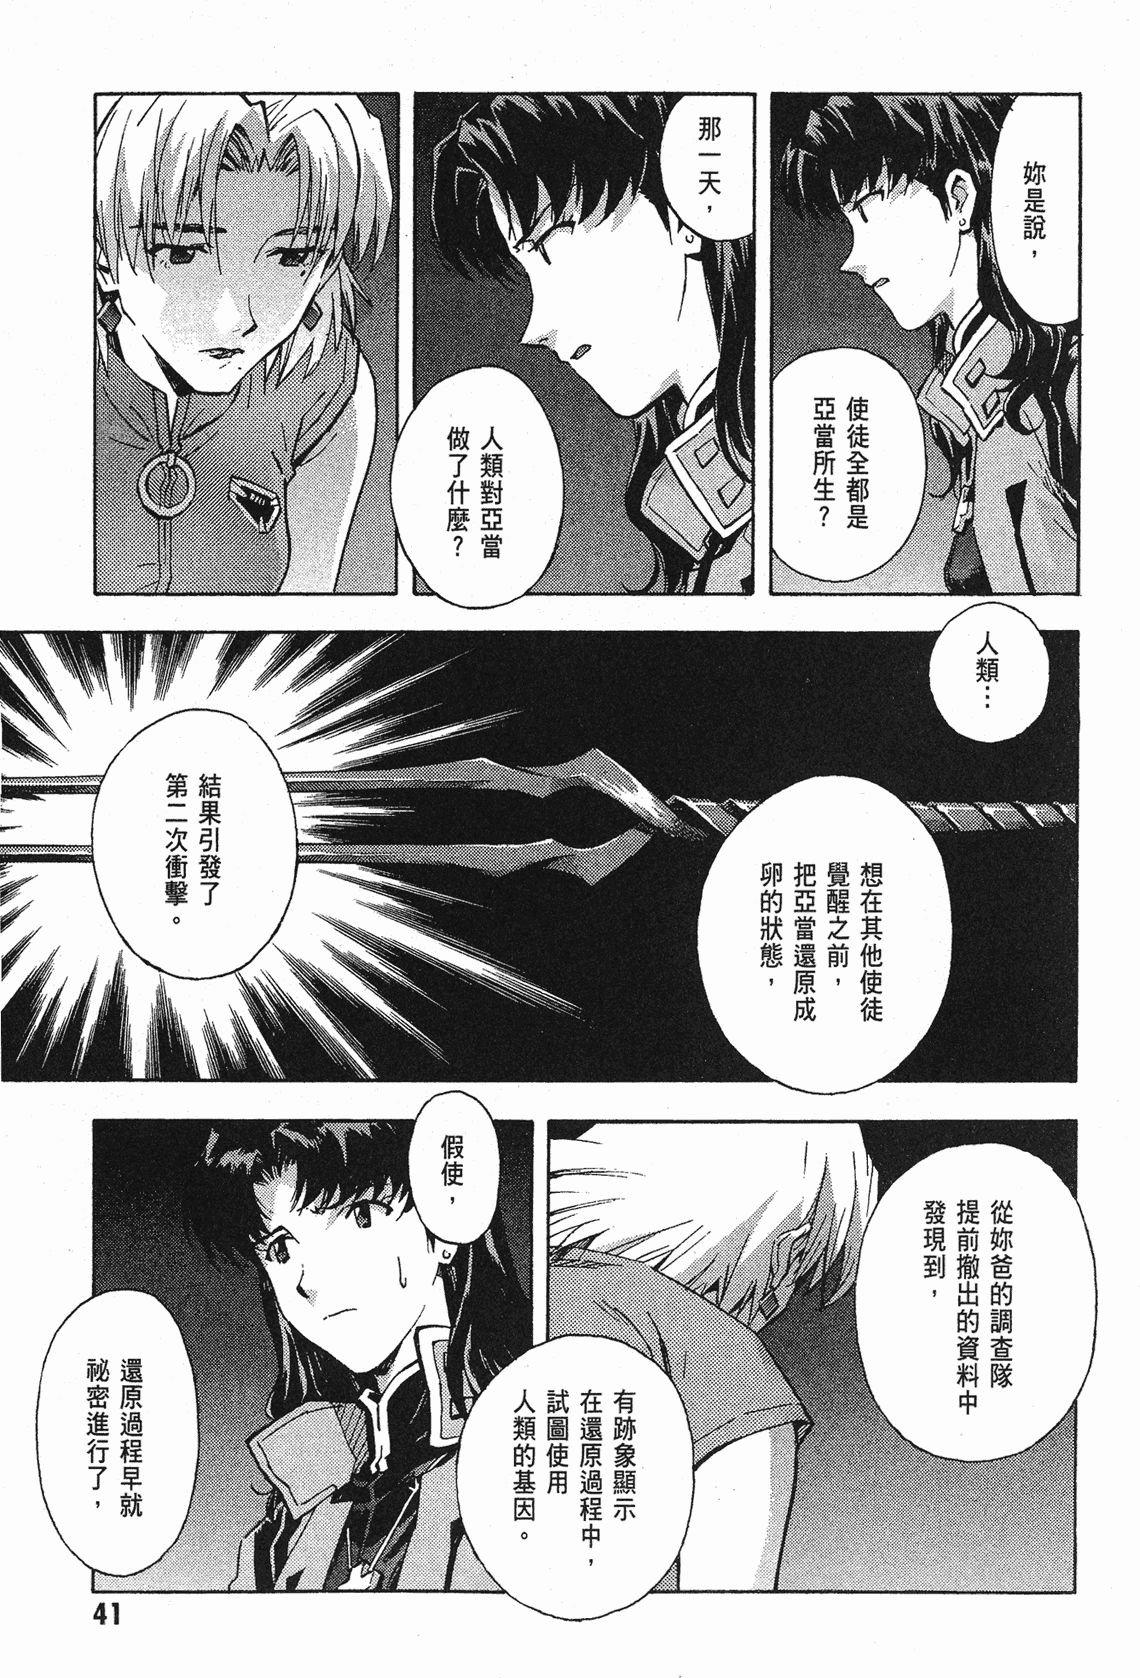 妳是說，
使徒全都是
亞當所生？
那一天，
人類對亞當
做了什麼？
人類…
想在其他使徒
覺醒之前，
把亞當還原成
卵的狀態，
結果引發了
第二次衝擊。
從妳爸的調查隊
提前撤出的資料中
發現到，
有跡象顯示
在還原過程中，
試圖使用
人類的基因。
假使，
還原過程早就
祕密進行了，
41